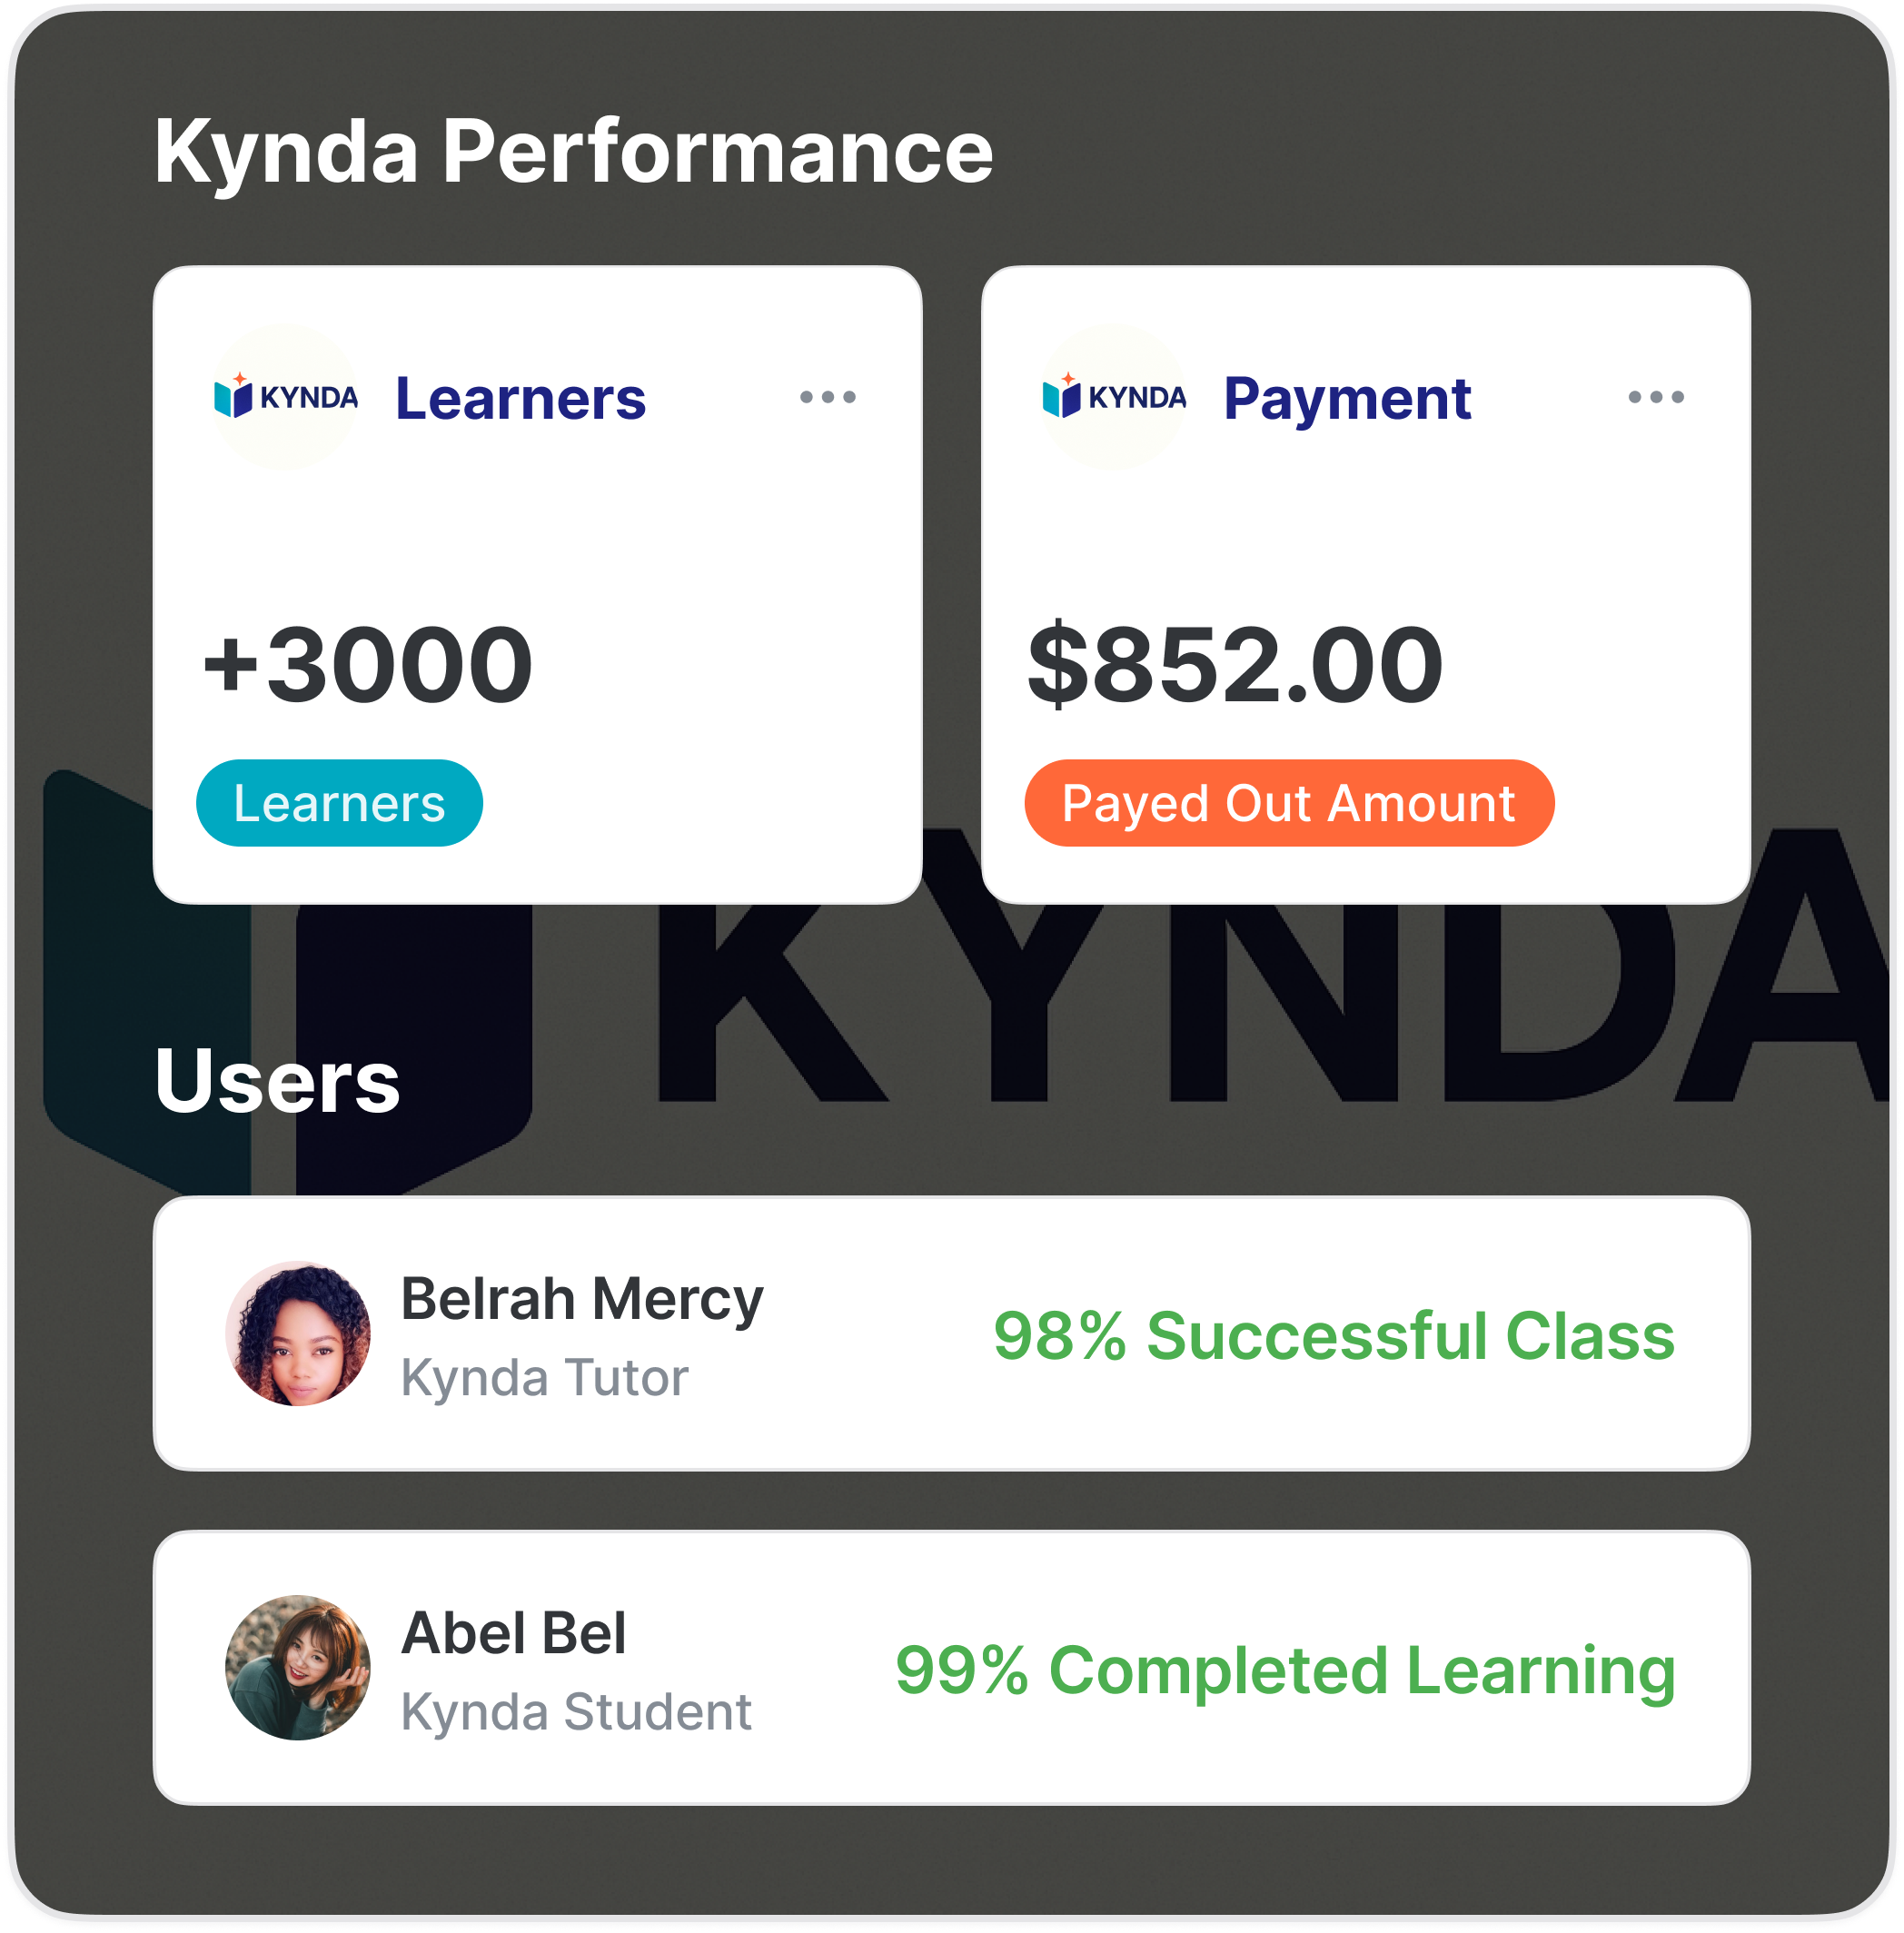 Kynda Performance
KYNDA Learners
KYNDA Payment
+3000
$852.00
Learners
Payed Out Amount
KYNDA
Users
Belrah Mercy
Kynda Tutor
98% Successful Class
Abel Bel
Kynda Student
99% Completed Learning